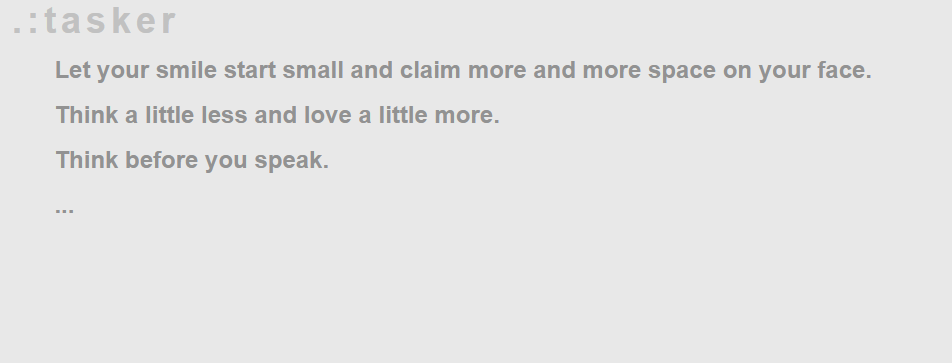 .:tasker
Let your smile start small and claim more and more space on your face.
Think a little less and love a little more.
Think before you speak.
...